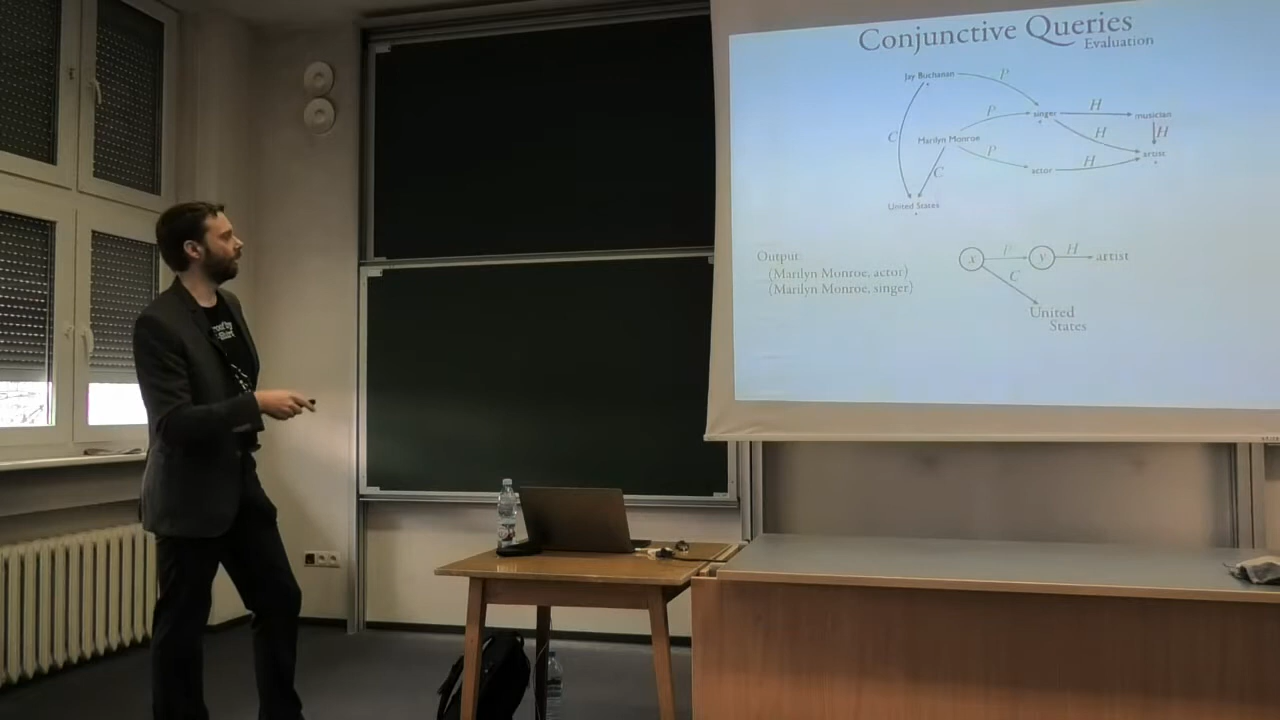 Conjunctive Queries
Evaluation
Jay Buchanan
P
singer
H
musician
C
Marilyn Monroe
P
H
H
P
actor
H
artist
C
United States
Output:
(Marilyn Monroe, actor)
(Marilyn Monroe, singer)
x
P
y
H
artist
C
United
States